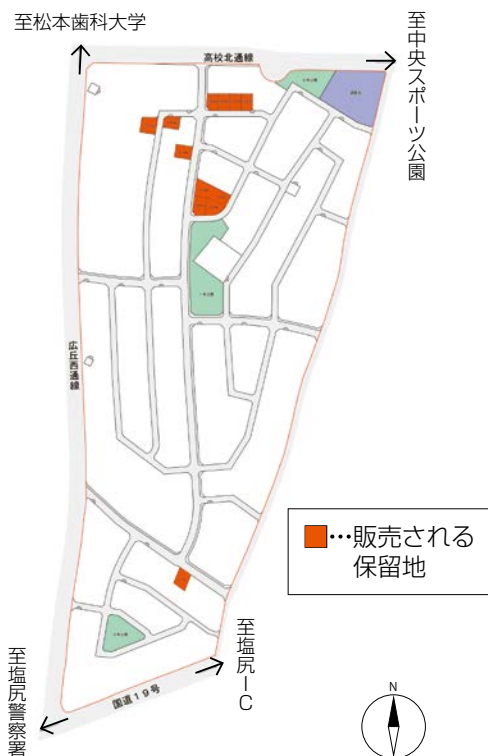 至松本歯科大学
高校北通線
至中央スポーツ公園
広丘西通線
■…販売される
保留地
至塩尻IC
国道19号
至塩尻警察署
N